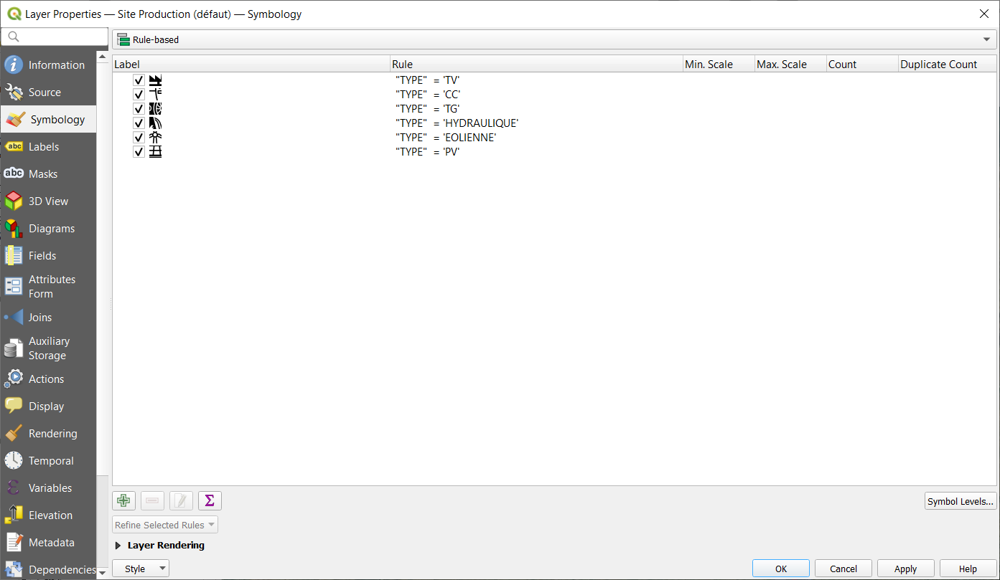 Layer Properties — Site Production (défaut) — Symbology
Rule-based
Information
Source
Symbology
abc Labels
abc Masks
3D View
Diagrams
Fields
Attributes
Form
Joins
Auxiliary
Storage
Actions
Display
Rendering
Temporal
Variables
Elevation
Metadata
Dependencies
Label Rule Min. Scale Max. Scale Count Duplicate Count
"TYPE" = 'TV'
"TYPE" = 'CC'
"TYPE" = 'TG'
"TYPE" = 'HYDRAULIQUE'
"TYPE" = 'EOLIENNE'
"TYPE" = 'PV'
Σ
Symbol Levels...
Refine Selected Rules
Layer Rendering
Style OK Cancel Apply Help